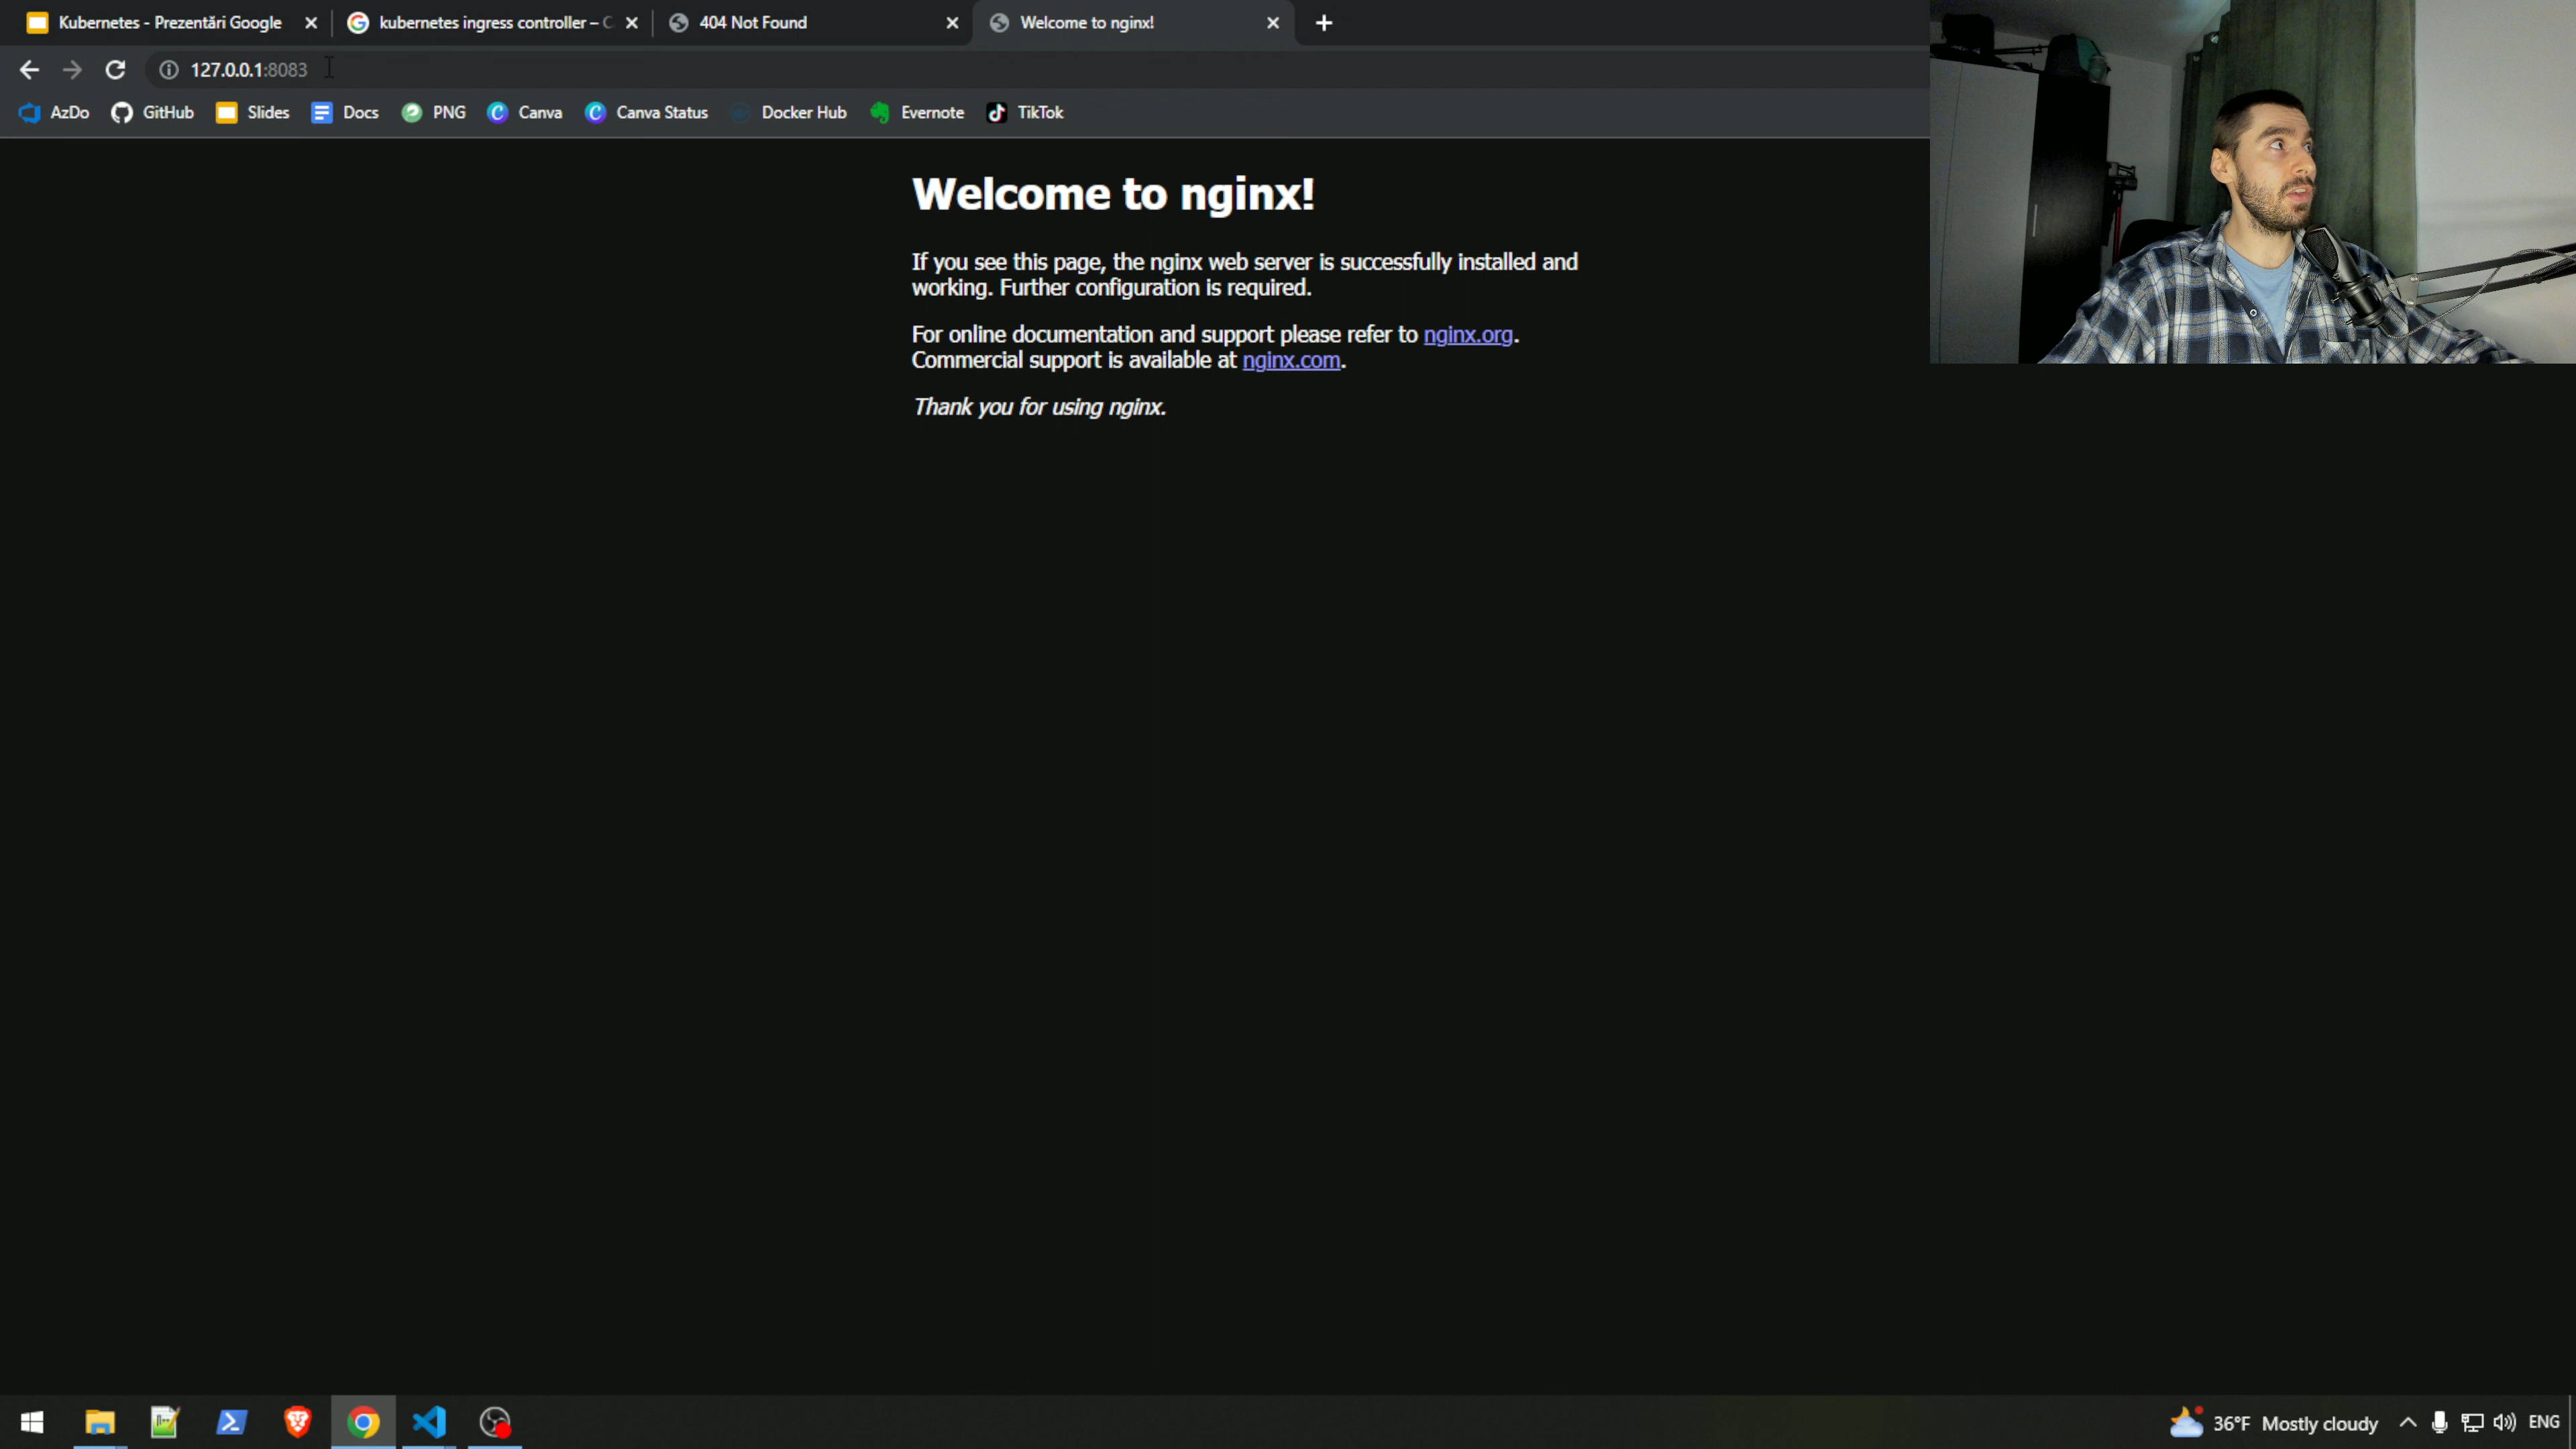 Kubernetes - Prezentări Google
kubernetes ingress controller – C
404 Not Found
Welcome to nginx!
127.0.0.1:8083
AzDo
GitHub
Slides
Docs
PNG
Canva
Canva Status
Docker Hub
Evernote
TikTok
Welcome to nginx!
If you see this page, the nginx web server is successfully installed and
working. Further configuration is required.
For online documentation and support please refer to nginx.org.
Commercial support is available at nginx.com.
Thank you for using nginx.
36°F Mostly cloudy
ENG